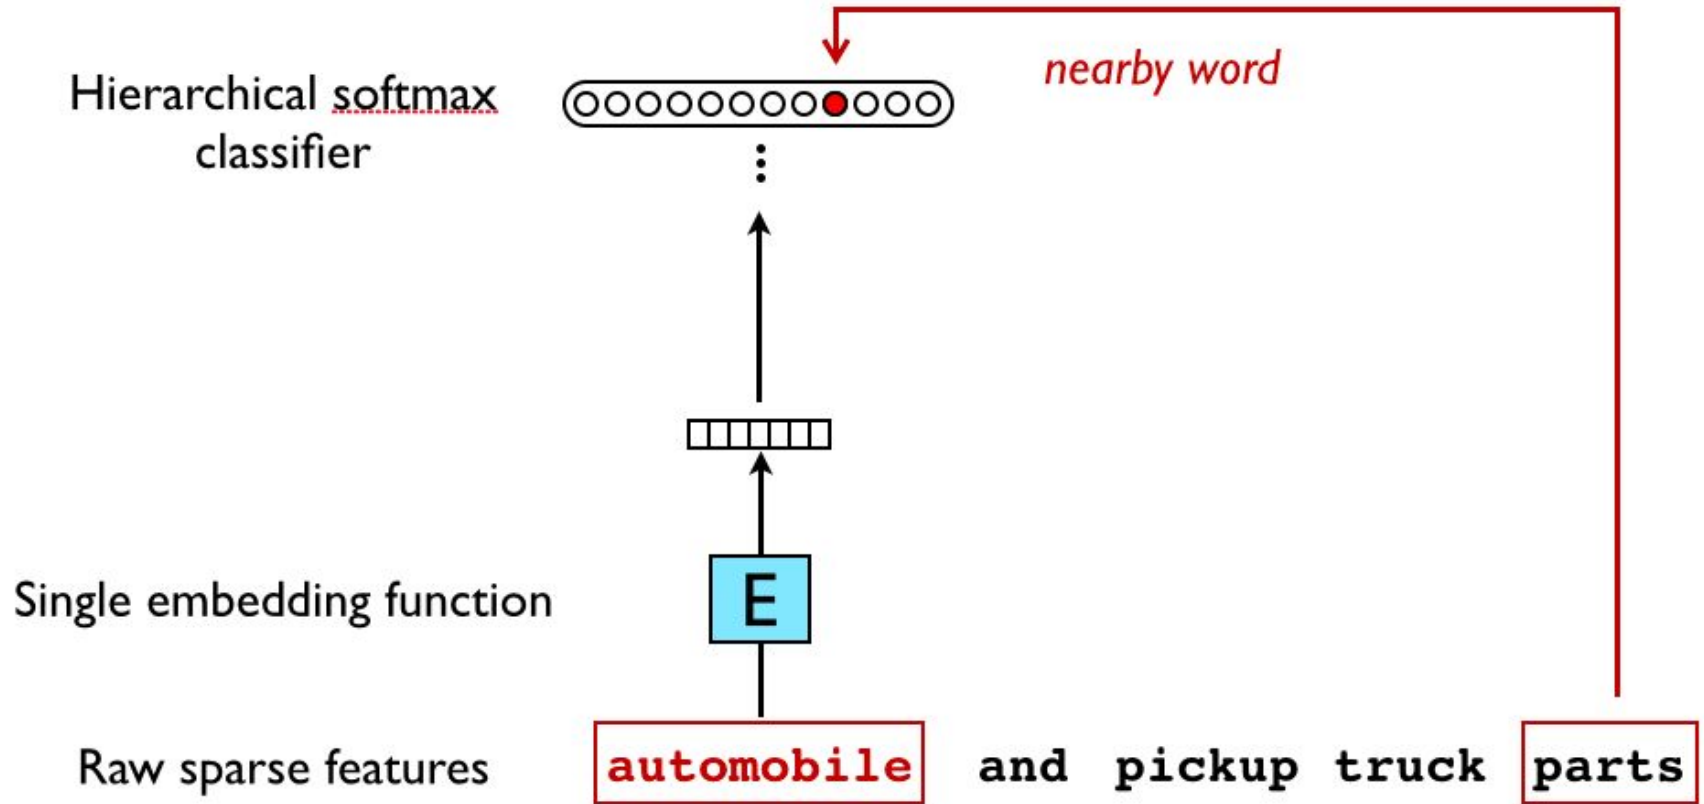 nearby word
Hierarchical softmax
classifier
Single embedding function
E
Raw sparse features
automobile and pickup truck parts